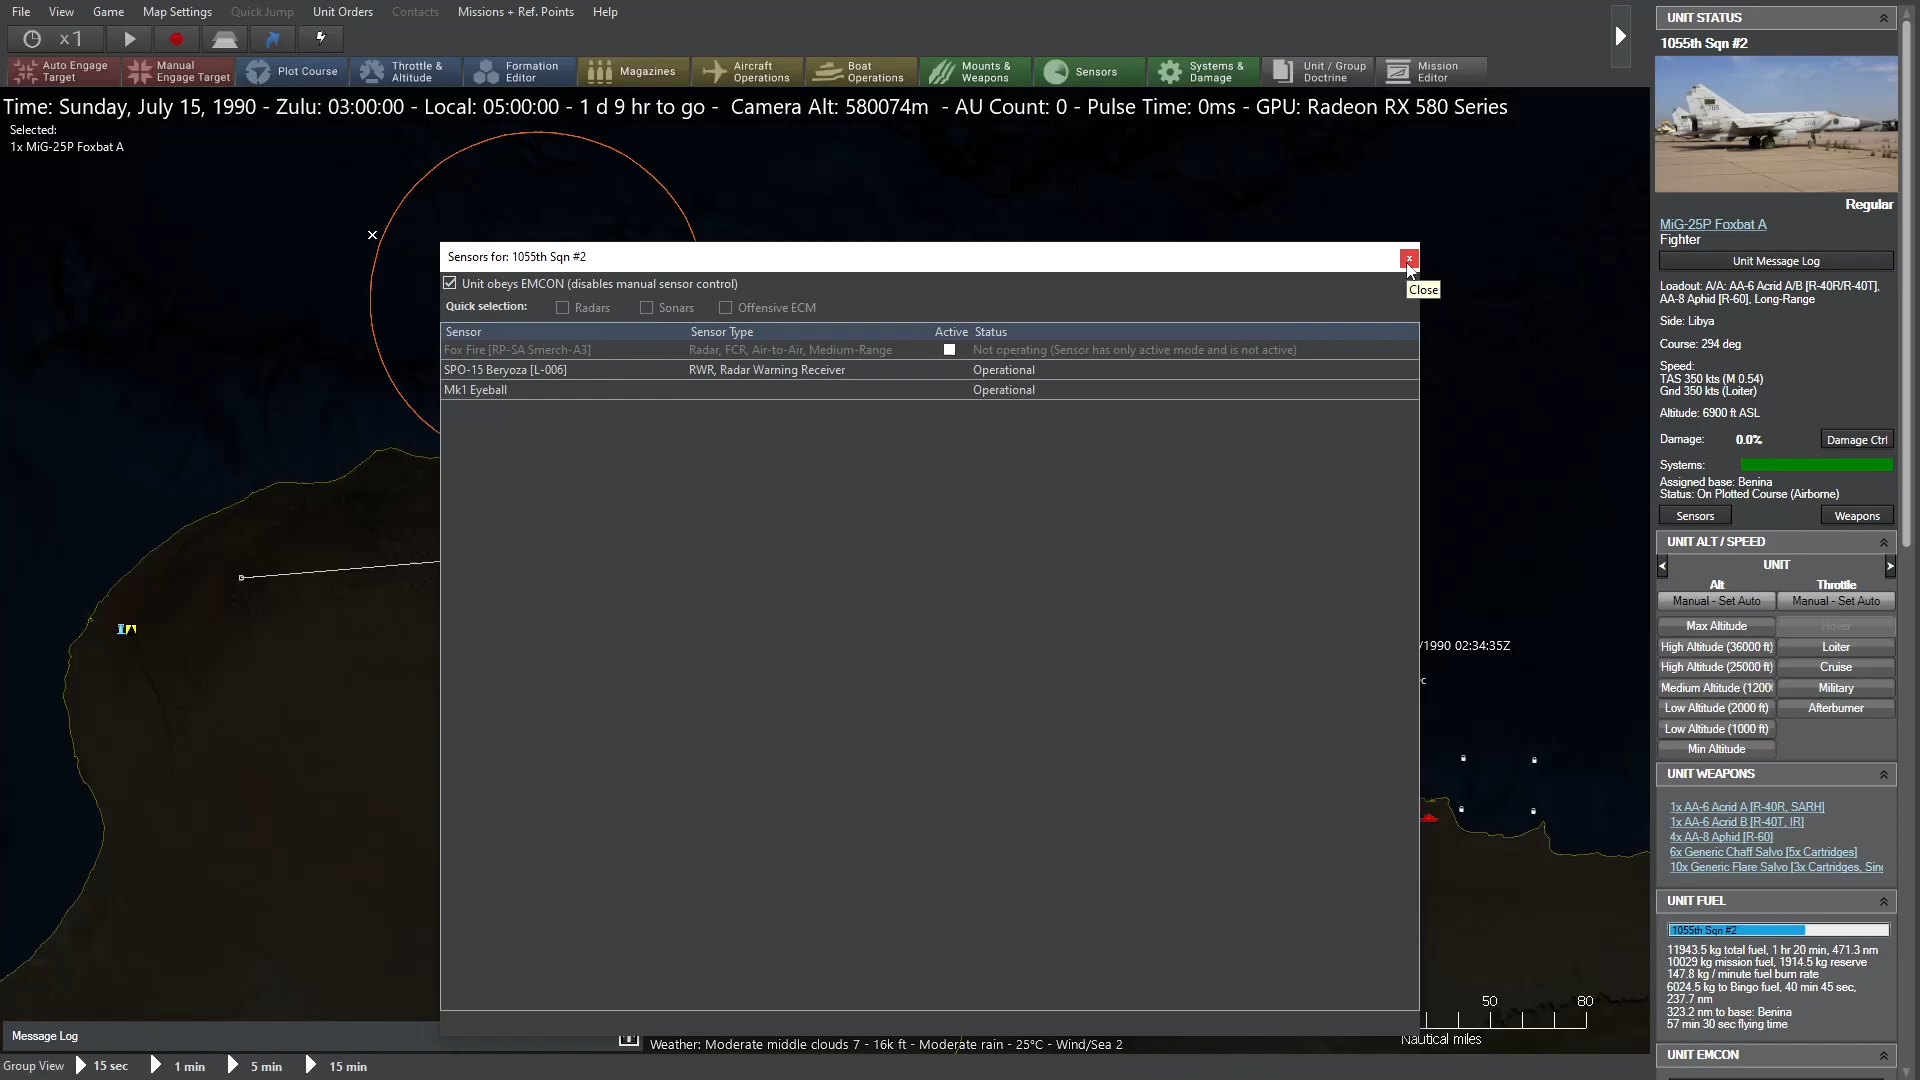 File View Game Map Settings Quick Jump Unit Orders Contacts Missions + Ref. Points Help
x1
Auto Engage Target
Manual Engage Target
Plot Course
Throttle & Altitude
Formation Editor
Magazines
Aircraft Operations
Boat Operations
Mounts & Weapons
Sensors
Systems & Damage
Unit / Group Doctrine
Mission Editor
Time: Sunday, July 15, 1990 - Zulu: 03:00:00 - Local: 05:00:00 - 1 d 9 hr to go - Camera Alt: 580074m - AU Count: 0 - Pulse Time: 0ms - GPU: Radeon RX 580 Series
Selected:
1x MiG-25P Foxbat A
Sensors for: 1055th Sqn #2
Close
Unit obeys EMCON (disables manual sensor control)
Quick selection: Radars Sonars Offensive ECM
Sensor Sensor Type Active Status
Fox Fire [RP-SA Smerch-A3] Radar, FCR, Air-to-Air, Medium-Range Not operating (Sensor has only active mode and is not active)
SPO-15 Beryoza [L-006] RWR, Radar Warning Receiver Operational
Mk1 Eyeball Operational
/1990 02:34:35Z
50 80
Nautical miles
Weather: Moderate middle clouds 7 - 16k ft - Moderate rain - 25°C - Wind/Sea 2
Message Log
Group View 15 sec 1 min 5 min 15 min
UNIT STATUS
1055th Sqn #2
Regular
MiG-25P Foxbat A
Fighter
Unit Message Log
Loadout: A/A: AA-6 Acrid A/B [R-40R/R-40T],
AA-8 Aphid [R-60], Long-Range
Side: Libya
Course: 294 deg
Speed:
TAS 350 kts (M 0.54)
Gnd 350 kts (Loiter)
Altitude: 6900 ft ASL
Damage: 0.0% Damage Ctrl
Systems:
Assigned base: Benina
Status: On Plotted Course (Airborne)
Sensors Weapons
UNIT ALT / SPEED
UNIT
Alt Throttle
Manual - Set Auto Manual - Set Auto
Max Altitude Hover
High Altitude (36000 ft) Loiter
High Altitude (25000 ft) Cruise
Medium Altitude (1200 Military
Low Altitude (2000 ft) Afterburner
Low Altitude (1000 ft)
Min Altitude
UNIT WEAPONS
1x AA-6 Acrid A [R-40R, SARH]
1x AA-6 Acrid B [R-40T, IR]
4x AA-8 Aphid [R-60]
6x Generic Chaff Salvo [5x Cartridges]
10x Generic Flare Salvo [3x Cartridges, Sin
UNIT FUEL
1055th Sqn #2
11943.5 kg total fuel, 1 hr 20 min, 471.3 nm
10029 kg mission fuel, 1914.5 kg reserve
147.8 kg / minute fuel burn rate
6024.5 kg to Bingo fuel, 40 min 45 sec,
237.7 nm
323.2 nm to base: Benina
57 min 30 sec flying time
UNIT EMCON